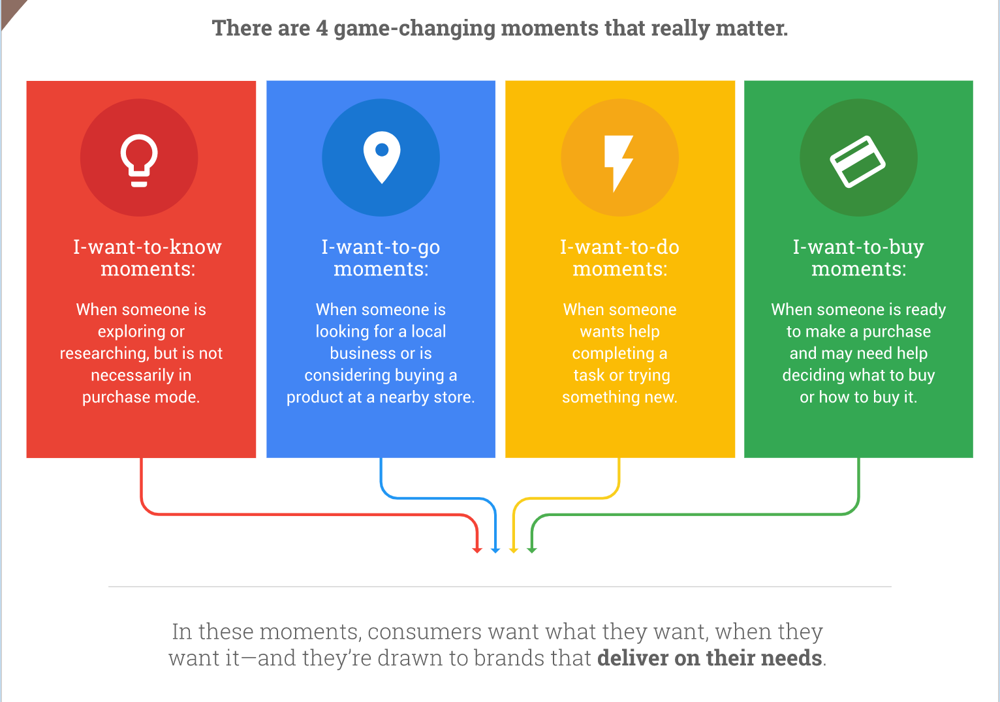 There are 4 game-changing moments that really matter.
I-want-to-know
moments:
When someone is
exploring or
researching, but is not
necessarily in
purchase mode.
I-want-to-go
moments:
When someone is
looking for a local
business or is
considering buying a
product at a nearby store.
I-want-to-do
moments:
When someone
wants help
completing a
task or trying
something new.
I-want-to-buy
moments:
When someone is ready
to make a purchase
and may need help
deciding what to buy
or how to buy it.
In these moments, consumers want what they want, when they
want it—and they’re drawn to brands that deliver on their needs.